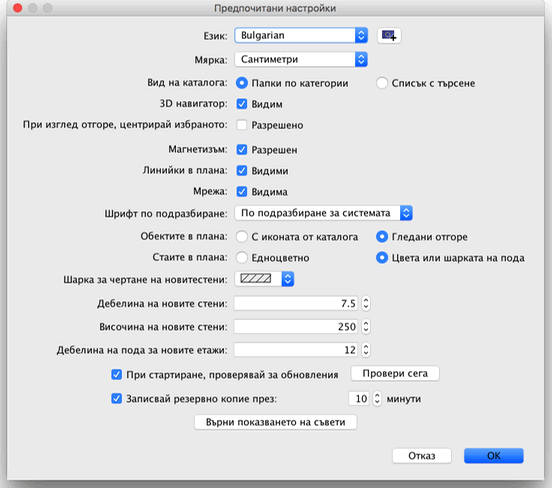 Предпочитани настройки
Език: Bulgarian
Мярка: Сантиметри
Вид на каталога: Папки по категории Списък с търсене
3D навигатор: Видим
При изглед отгоре, центрирай избраното: Разрешено
Магнетизъм: Разрешен
Линийки в плана: Видими
Мрежа: Видима
Шрифт по подразбиране: По подразбиране за системата
Обектите в плана: С иконата от каталога Гледани отгоре
Стаите в плана: Едноцветно Цвета или шарката на пода
Шарка за чертане на новитестени:
Дебелина на новите стени: 7.5
Височина на новите стени: 250
Дебелина на пода за новите етажи: 12
При стартиране, проверявай за обновления Провери сега
Записвай резервно копие през: 10 минути
Върни показването на съвети
Отказ OK